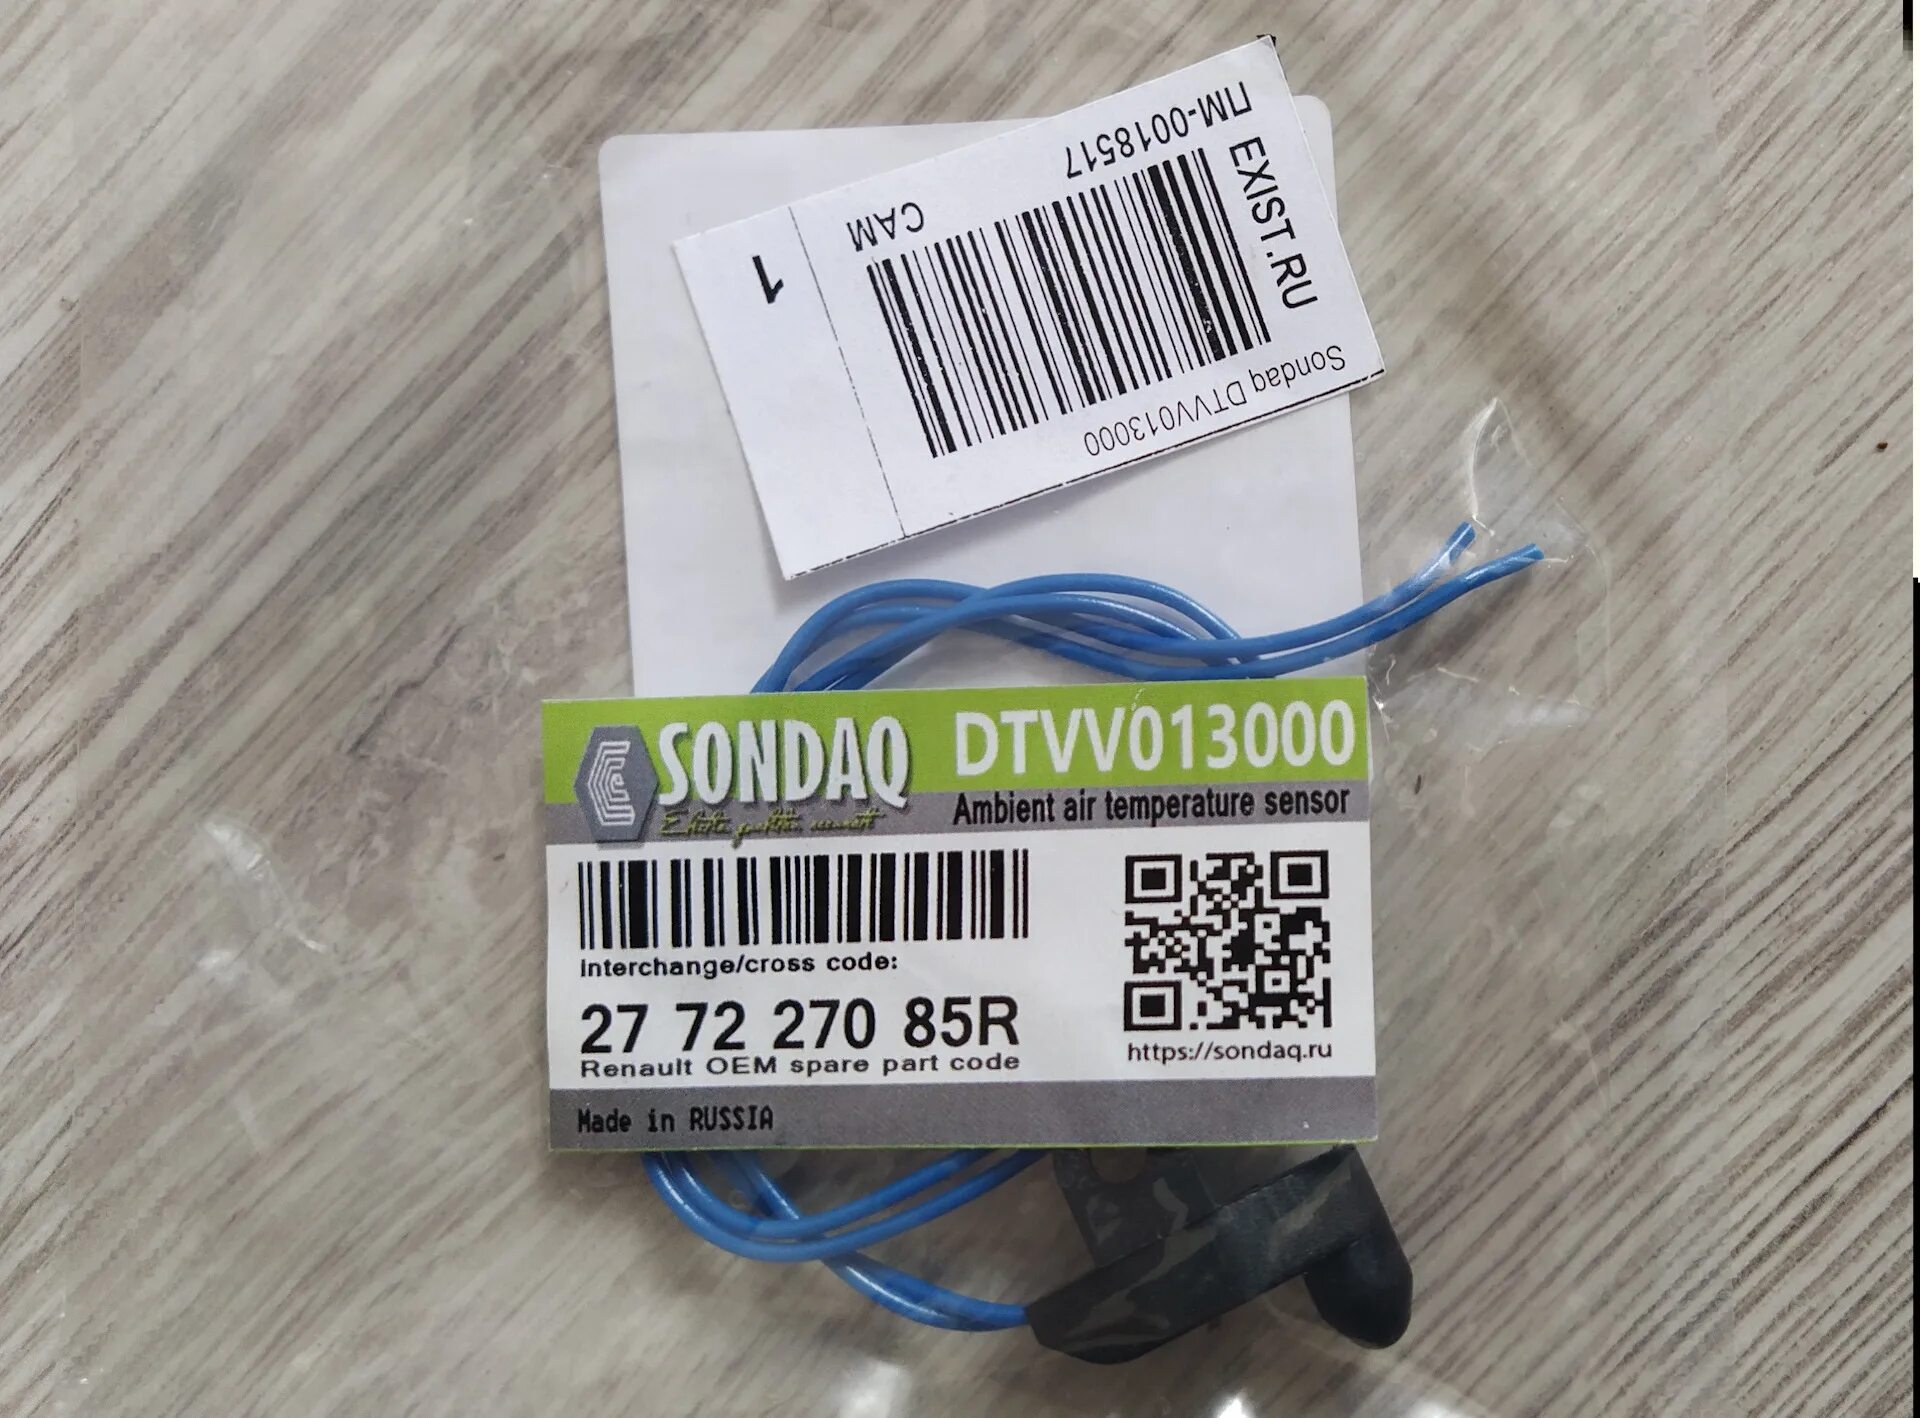 ПМ-0018517
EXIST.RU
САМ
1
Sondaq DTVV013000
SONDAQ
DTVV013000
Ambient air temperature sensor
interchange/cross code:
27 72 270 85R
Renault OEM spare part code
https://sondaq.ru
Made in RUSSIA